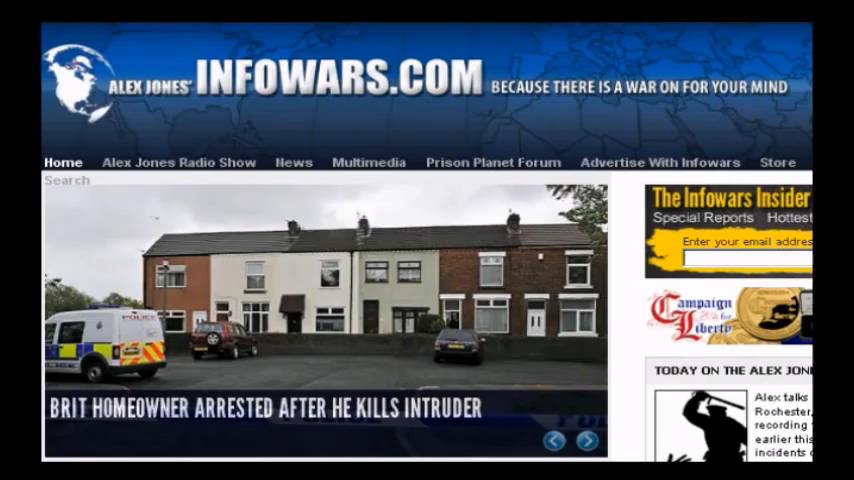 ALEX JONES' INFOWARS.COM BECAUSE THERE IS A WAR ON FOR YOUR MIND
Home Alex Jones Radio Show News Multimedia Prison Planet Forum Advertise With Infowars Store
Search
POLICE
BRIT HOMEOWNER ARRESTED AFTER HE KILLS INTRUDER
The Infowars Insider
Special Reports Hottest
Enter your email addres
Campaign
for
Liberty
TODAY ON THE ALEX JON
Alex talks
Rochester,
recording
earlier this
incidents